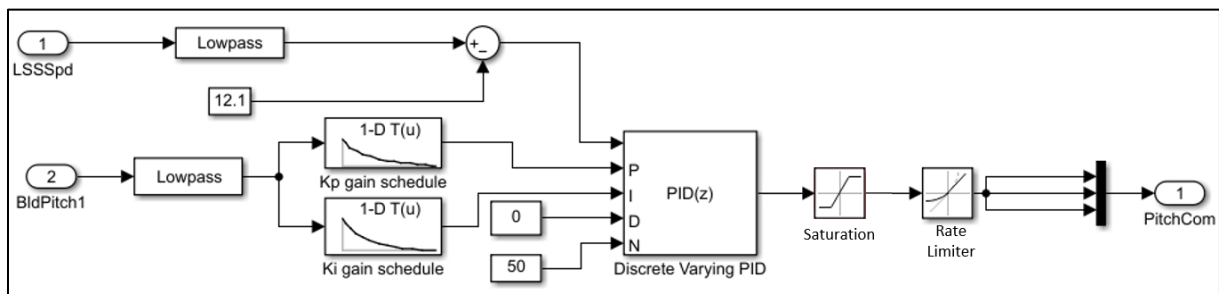 1
LSSSpd
Lowpass
+
−
12.1
2
BldPitch1
Lowpass
1-D T(u)
Kp gain schedule
1-D T(u)
Ki gain schedule
0
50
P
I
D
N
PID(z)
Discrete Varying PID
Saturation
Rate
Limiter
1
PitchCom